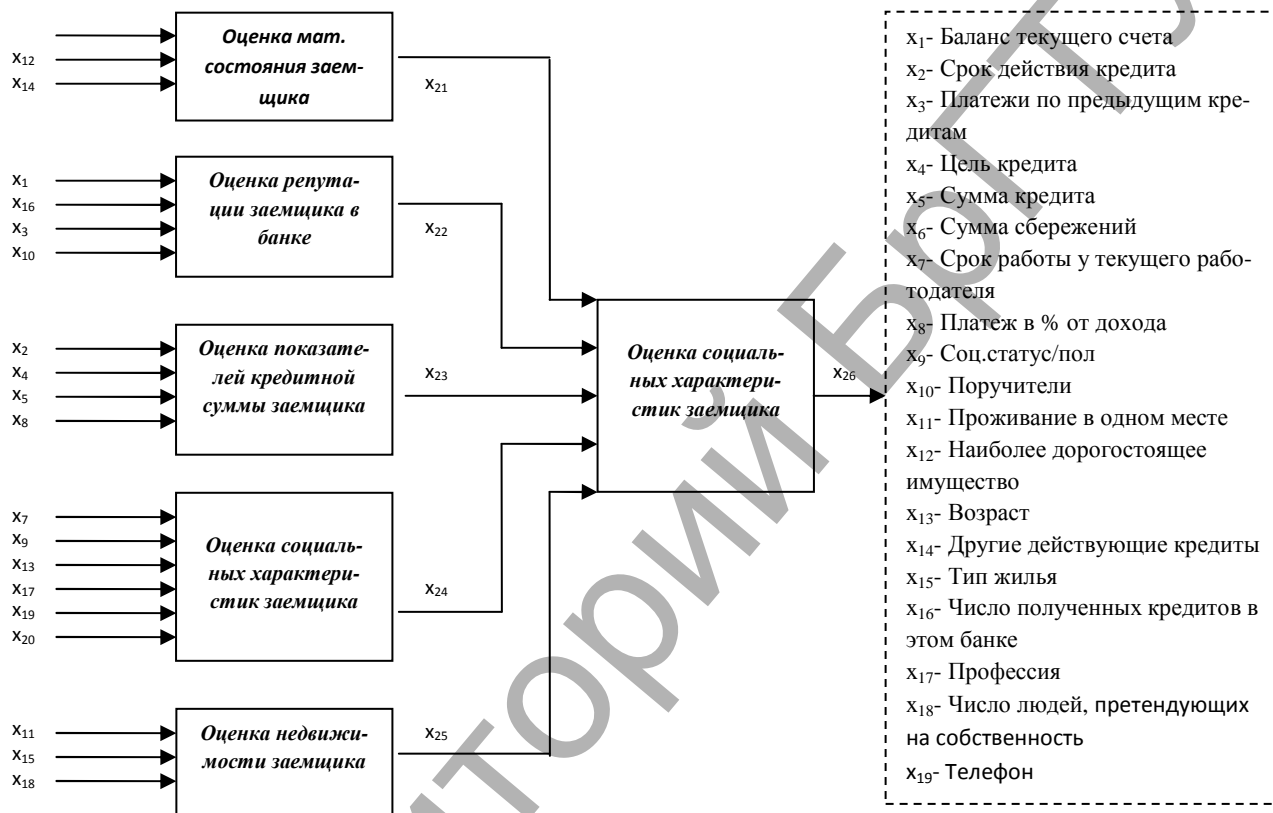 x12
x14
Оценка мат.
состояния заем-
щика
x21
x1
x16
x3
x10
Оценка репута-
ции заемщика в
банке
x22
x2
x4
x5
x8
Оценка показате-
лей кредитной
суммы заемщика
x23
x7
x9
x13
x17
x19
x20
Оценка социаль-
ных характери-
стик заемщика
x24
x11
x15
x18
Оценка недвижи-
мости заемщика
x25
Оценка социаль-
ных характери-
стик заемщика
x26
x1- Баланс текущего счета
x2- Срок действия кредита
x3- Платежи по предыдущим кре-
дитам
x4- Цель кредита
x5- Сумма кредита
x6- Сумма сбережений
x7- Срок работы у текущего рабо-
тодателя
x8- Платеж в % от дохода
x9- Соц.статус/пол
x10- Поручители
x11- Проживание в одном месте
x12- Наиболее дорогостоящее
имущество
x13- Возраст
x14- Другие действующие кредиты
x15- Тип жилья
x16- Число полученных кредитов в
этом банке
x17- Профессия
x18- Число людей, претендующих
на собственность
x19- Телефон